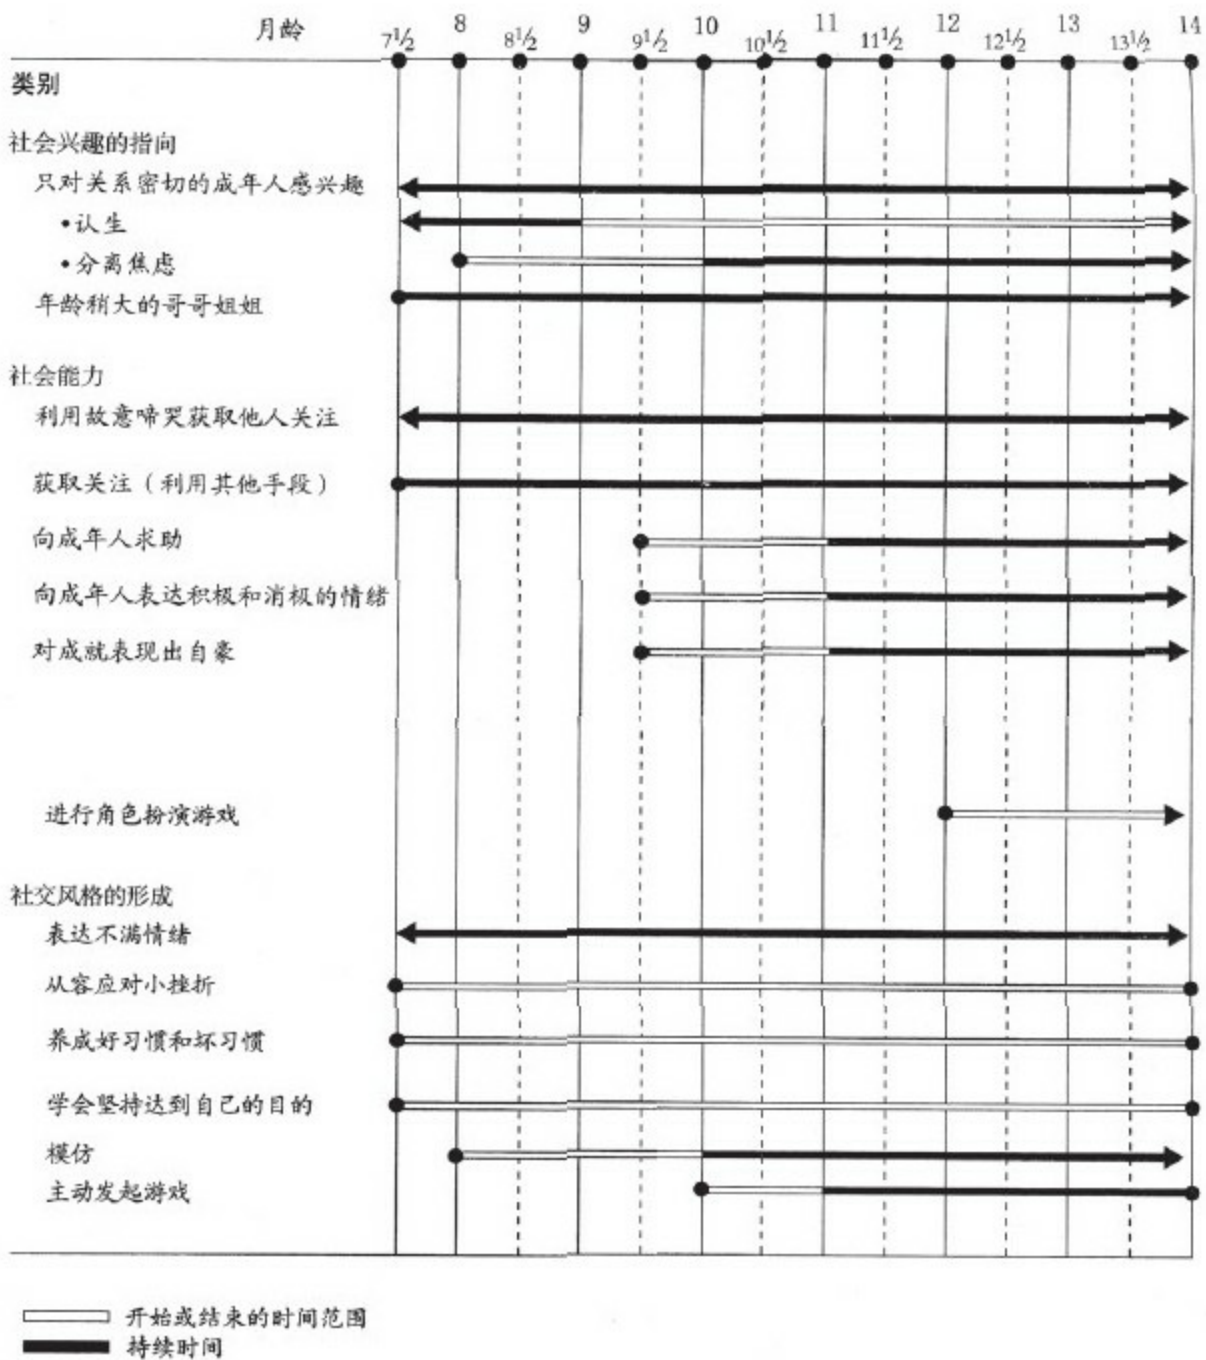 月龄 7½ 8 8½ 9 9½ 10 10½ 11 11½ 12 12½ 13 13½ 14
类别
社会兴趣的指向
只对关系密切的成年人感兴趣
•认生
•分离焦虑
年龄稍大的哥哥姐姐
社会能力
利用故意啼哭获取他人关注
获取关注（利用其他手段）
向成年人求助
向成年人表达积极和消极的情绪
对成就表现出自豪
进行角色扮演游戏
社交风格的形成
表达不满情绪
从容应对小挫折
养成好习惯和坏习惯
学会坚持达到自己的目的
模仿
主动发起游戏
开始或结束的时间范围
持续时间